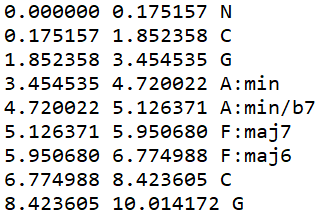 0.000000 0.175157 N
0.175157 1.852358 C
1.852358 3.454535 G
3.454535 4.720022 A:min
4.720022 5.126371 A:min/b7
5.126371 5.950680 F:maj7
5.950680 6.774988 F:maj6
6.774988 8.423605 C
8.423605 10.014172 G